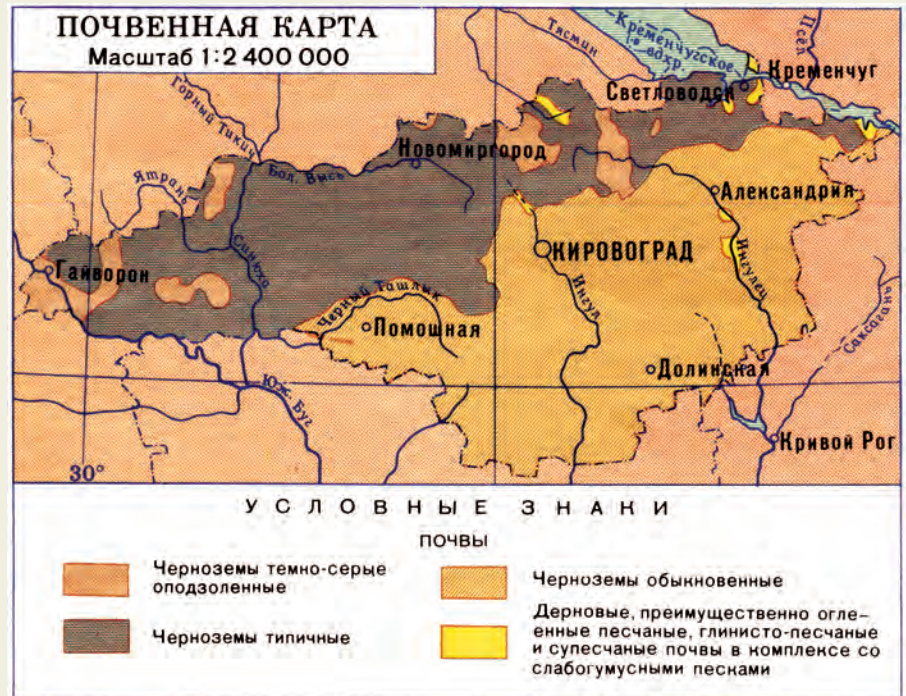 ПОЧВЕННАЯ КАРТА
Масштаб 1:2 400 000
Тясмин
Кременчугское
вдхр.
Псёл
Кременчуг
Светловодск
Горный Тикич
Новомиргород
Бол. Высь
Ятрань
Александрия
Синюха
КИРОВОГРАД
Гайворон
Ингулец
Ингул
Черный Ташлык
Помошная
Саксагань
Долинская
Юж. Буг
Кривой Рог
30°
УСЛОВНЫЕ ЗНАКИ
ПОЧВЫ
Черноземы темно-серые
оподзоленные
Черноземы типичные
Черноземы обыкновенные
Дерновые, преимущественно огле-
енные песчаные, глинисто-песчаные
и супесчаные почвы в комплексе со
слабогумусными песками